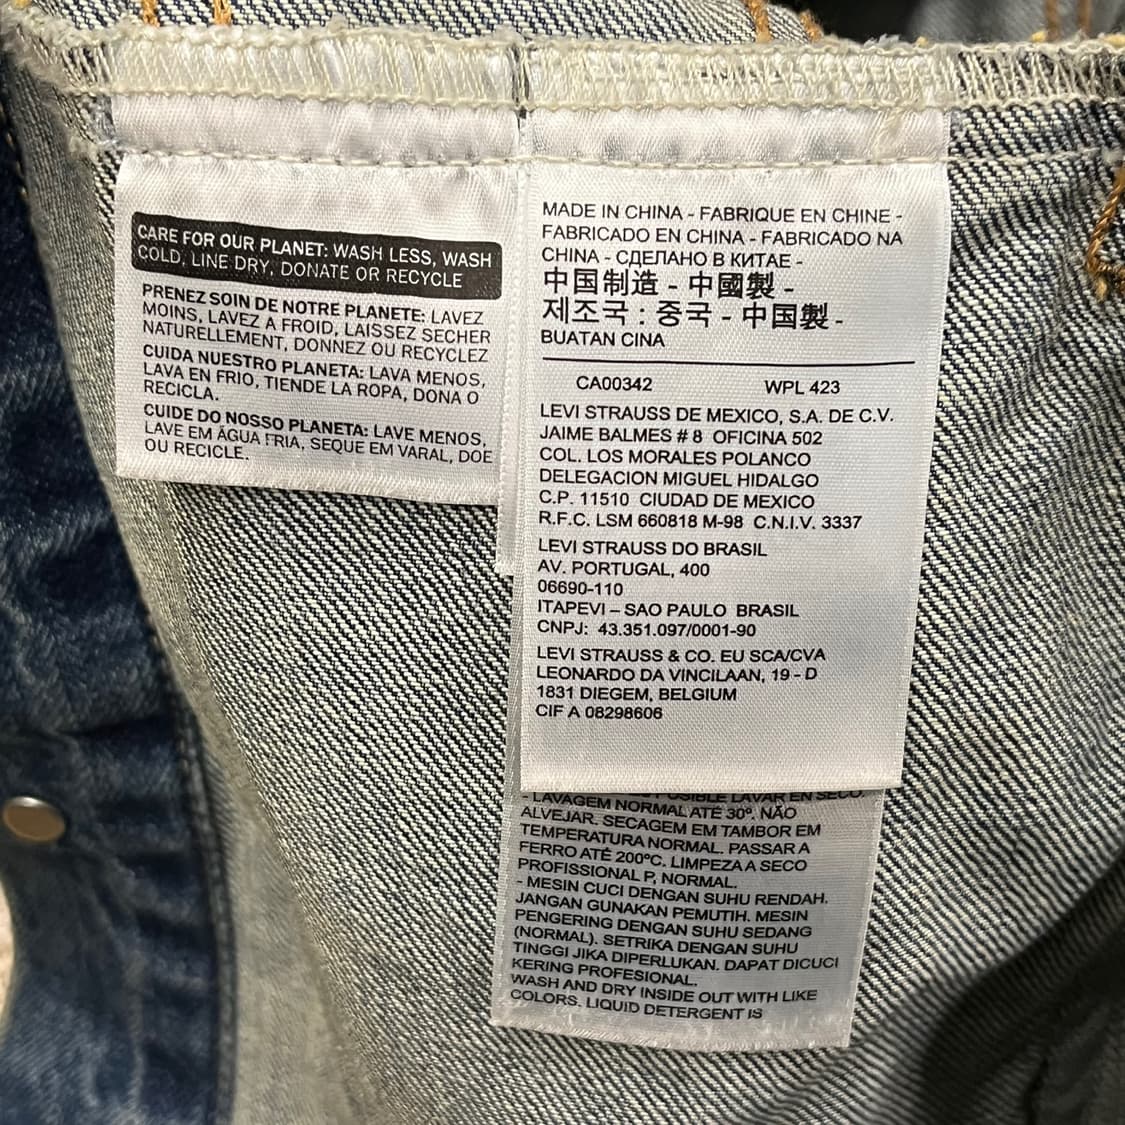 CARE FOR OUR PLANET: WASH LESS, WASH
COLD, LINE DRY, DONATE OR RECYCLE
PRENEZ SOIN DE NOTRE PLANETE: LAVEZ
MOINS, LAVEZ À FROID, LAISSEZ SECHER
NATURELLEMENT, DONNEZ OU RECYCLEZ
CUIDA NUESTRO PLANETA: LAVA MENOS,
LAVA EN FRIO, TIENDE LA ROPA, DONA O
RECICLA.
CUIDE DO NOSSO PLANETA: LAVE MENOS,
LAVE EM ÁGUA FRIA, SEQUE EM VARAL, DOE
OU RECICLE.
MADE IN CHINA - FABRIQUE EN CHINE -
FABRICADO EN CHINA - FABRICADO NA
CHINA - СДЕЛАНО В КИТАЕ -
中国制造 - 中國製 -
제조국 : 중국 - 中国製 -
BUATAN CINA
CA00342 WPL 423
LEVI STRAUSS DE MEXICO, S.A. DE C.V.
JAIME BALMES # 8 OFICINA 502
COL. LOS MORALES POLANCO
DELEGACION MIGUEL HIDALGO
C.P. 11510 CIUDAD DE MEXICO
R.F.C. LSM 660818 M-98 C.N.I.V. 3337
LEVI STRAUSS DO BRASIL
AV. PORTUGAL, 400
06690-110
ITAPEVI – SAO PAULO BRASIL
CNPJ: 43.351.097/0001-90
LEVI STRAUSS & CO. EU SCA/CVA
LEONARDO DA VINCILAAN, 19 - D
1831 DIEGEM, BELGIUM
CIF A 08298606
LAVAR EN SECO.
- LAVAGEM NORMAL ATÉ 30º. NÃO
ALVEJAR. SECAGEM EM TAMBOR EM
TEMPERATURA NORMAL. PASSAR A
FERRO ATÉ 200ºC. LIMPEZA A SECO
PROFISSIONAL P, NORMAL.
- MESIN CUCI DENGAN SUHU RENDAH.
JANGAN GUNAKAN PEMUTIH. MESIN
PENGERING DENGAN SUHU SEDANG
(NORMAL). SETRIKA DENGAN SUHU
TINGGI JIKA DIPERLUKAN. DAPAT DICUCI
KERING PROFESIONAL.
WASH AND DRY INSIDE OUT WITH LIKE
COLORS. LIQUID DETERGENT IS